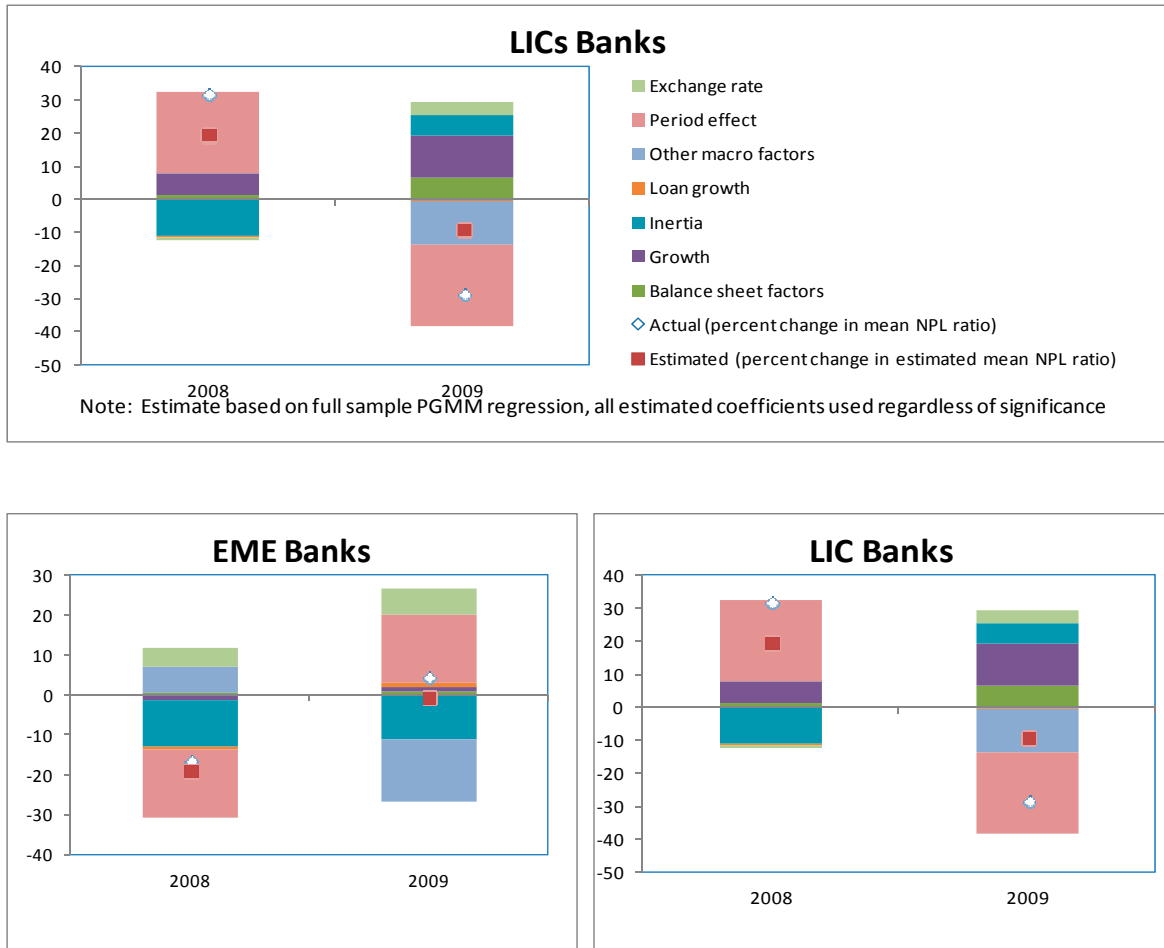 LICs Banks
40
30
20
10
0
-10
-20
-30
-40
-50
2008
2009
Exchange rate
Period effect
Other macro factors
Loan growth
Inertia
Growth
Balance sheet factors
Actual (percent change in mean NPL ratio)
Estimated (percent change in estimated mean NPL ratio)
Note: Estimate based on full sample PGMM regression, all estimated coefficients used regardless of significance
EME Banks
30
20
10
0
-10
-20
-30
-40
2008
2009
LIC Banks
40
30
20
10
0
-10
-20
-30
-40
-50
2008
2009